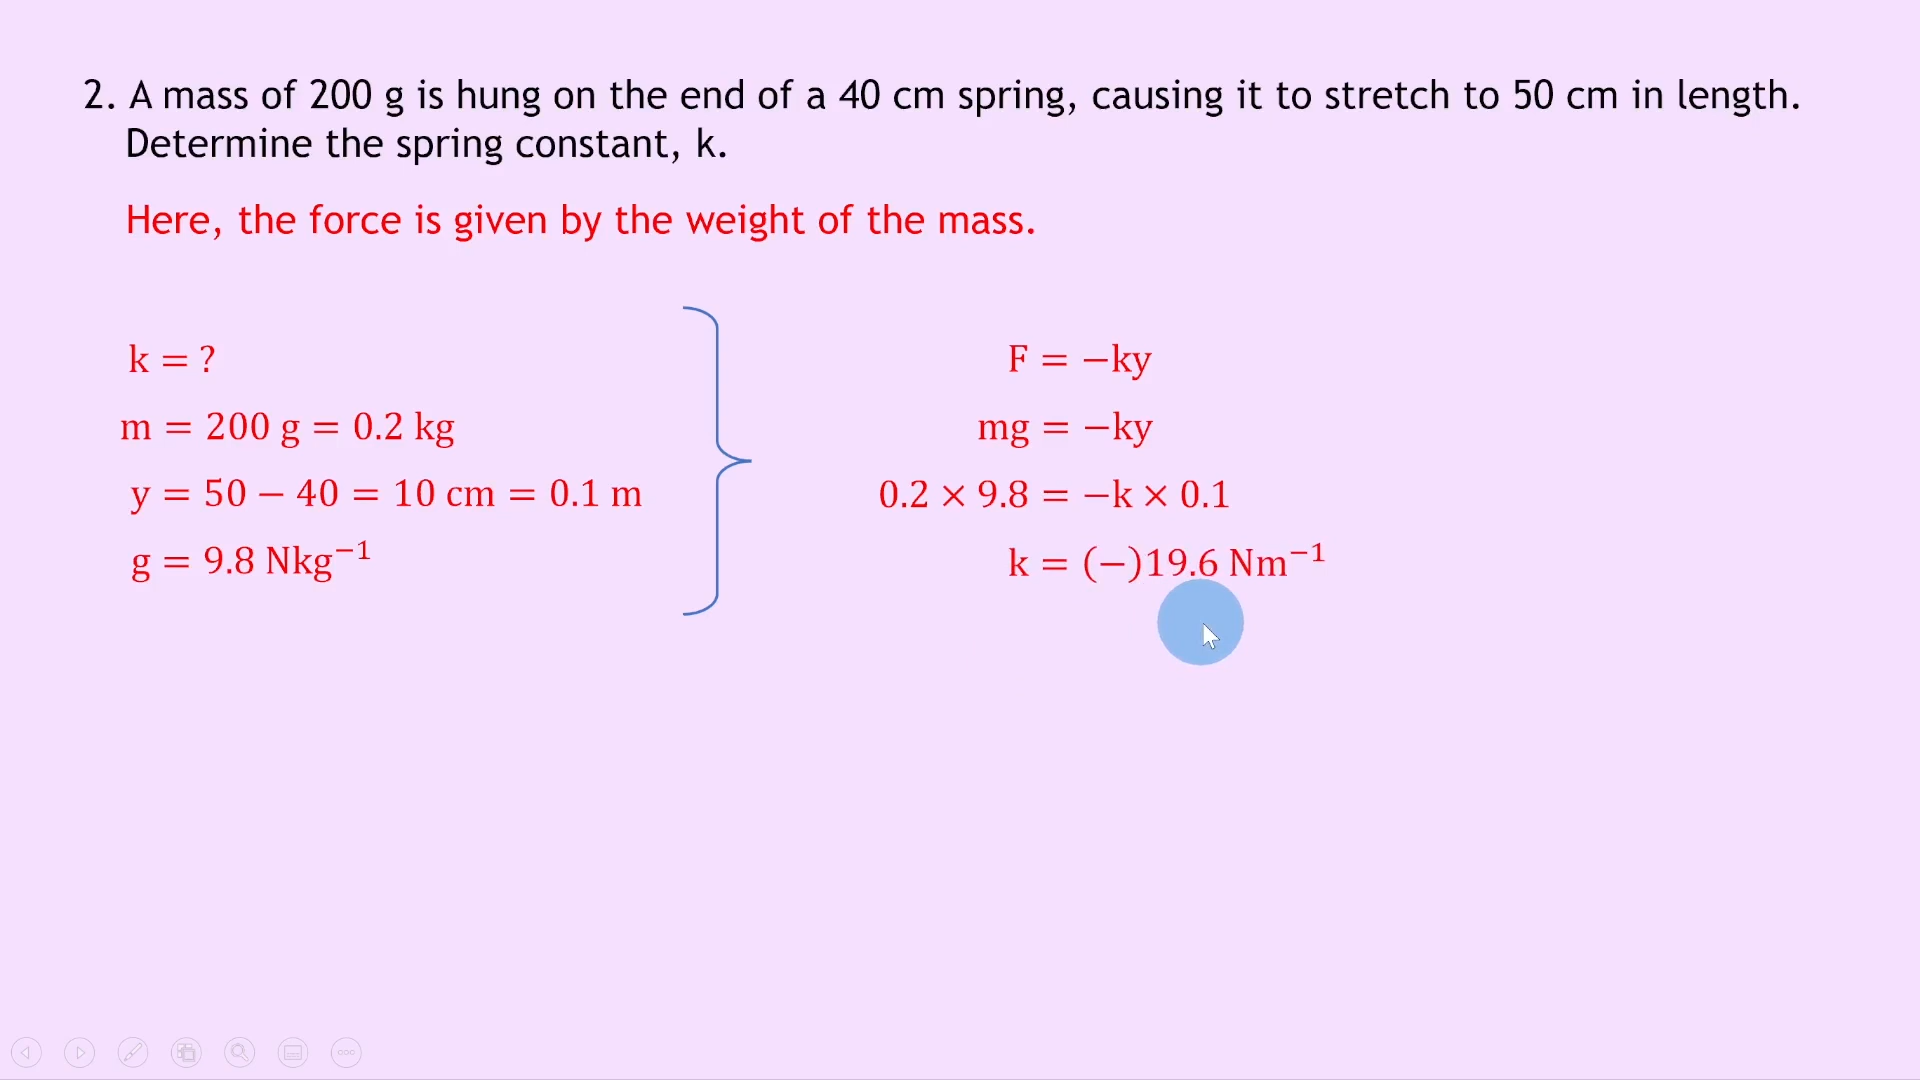 2. A mass of 200 g is hung on the end of a 40 cm spring, causing it to stretch to 50 cm in length.
Determine the spring constant, k.
Here, the force is given by the weight of the mass.
k = ?
m = 200 g = 0.2 kg
y = 50 − 40 = 10 cm = 0.1 m
g = 9.8 Nkg⁻¹
F = −ky
mg = −ky
0.2 × 9.8 = −k × 0.1
k = (−)19.6 Nm⁻¹